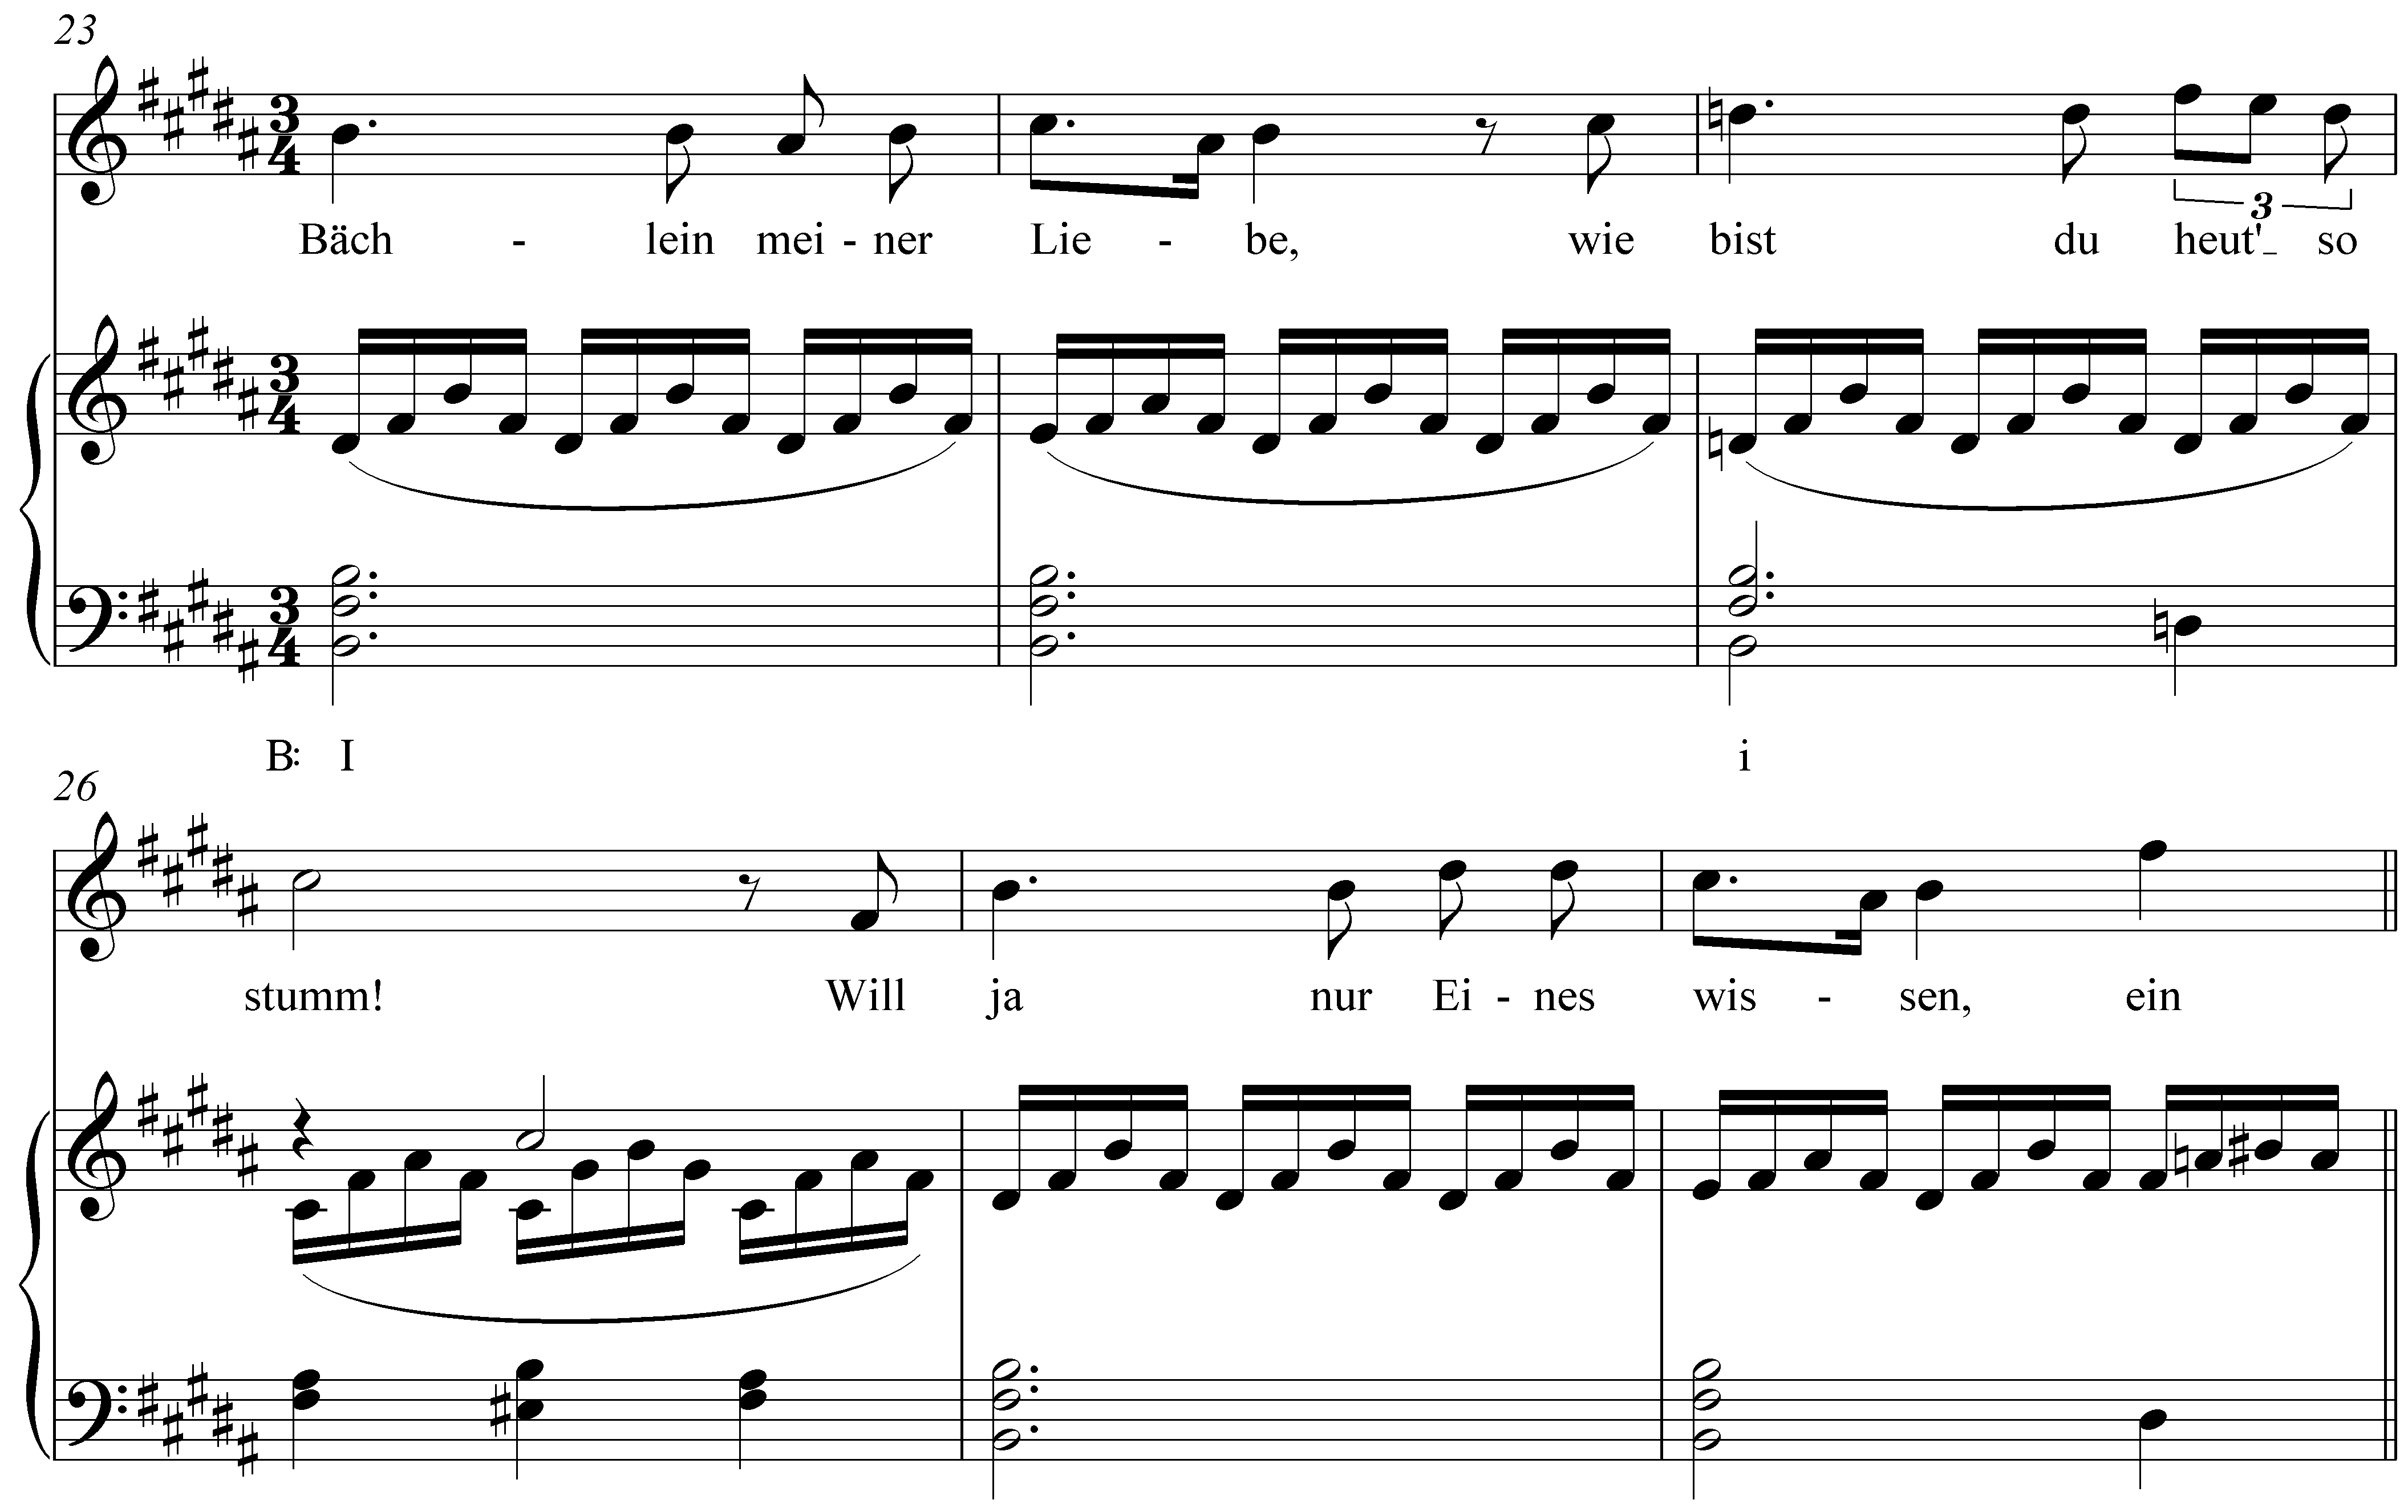 23
Bäch - lein mei - ner Lie - be, wie bist du heut' so
3
B: I i
26
stumm! Will ja nur Ei - nes wis - sen, ein